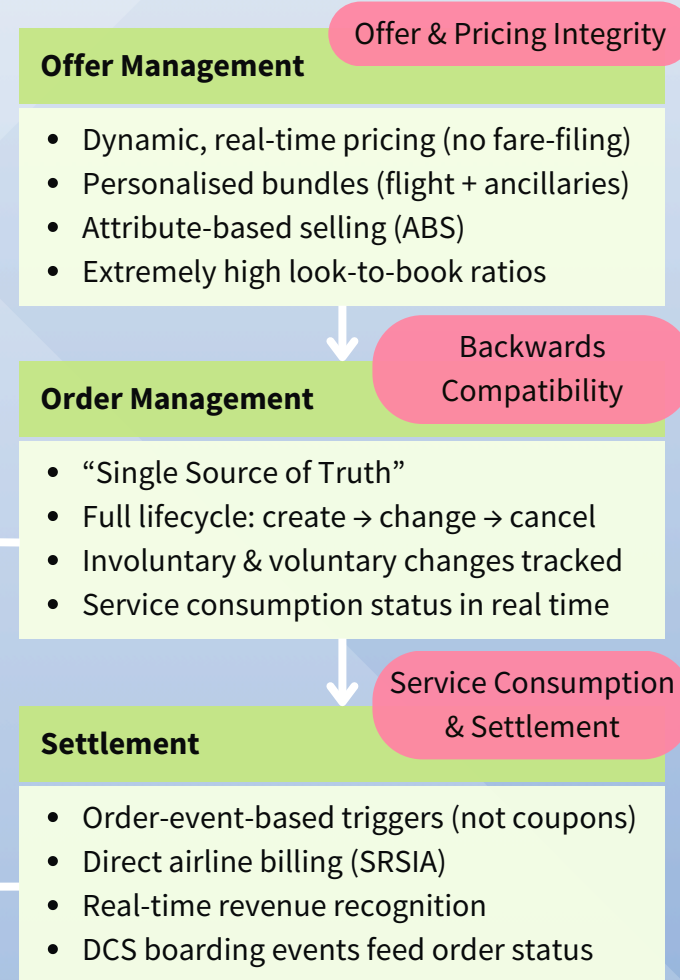 Offer & Pricing Integrity
Offer Management
• Dynamic, real-time pricing (no fare-filing)
• Personalised bundles (flight + ancillaries)
• Attribute-based selling (ABS)
• Extremely high look-to-book ratios
Backwards
Compatibility
Order Management
• “Single Source of Truth”
• Full lifecycle: create → change → cancel
• Involuntary & voluntary changes tracked
• Service consumption status in real time
Service Consumption
& Settlement
Settlement
• Order-event-based triggers (not coupons)
• Direct airline billing (SRSIA)
• Real-time revenue recognition
• DCS boarding events feed order status